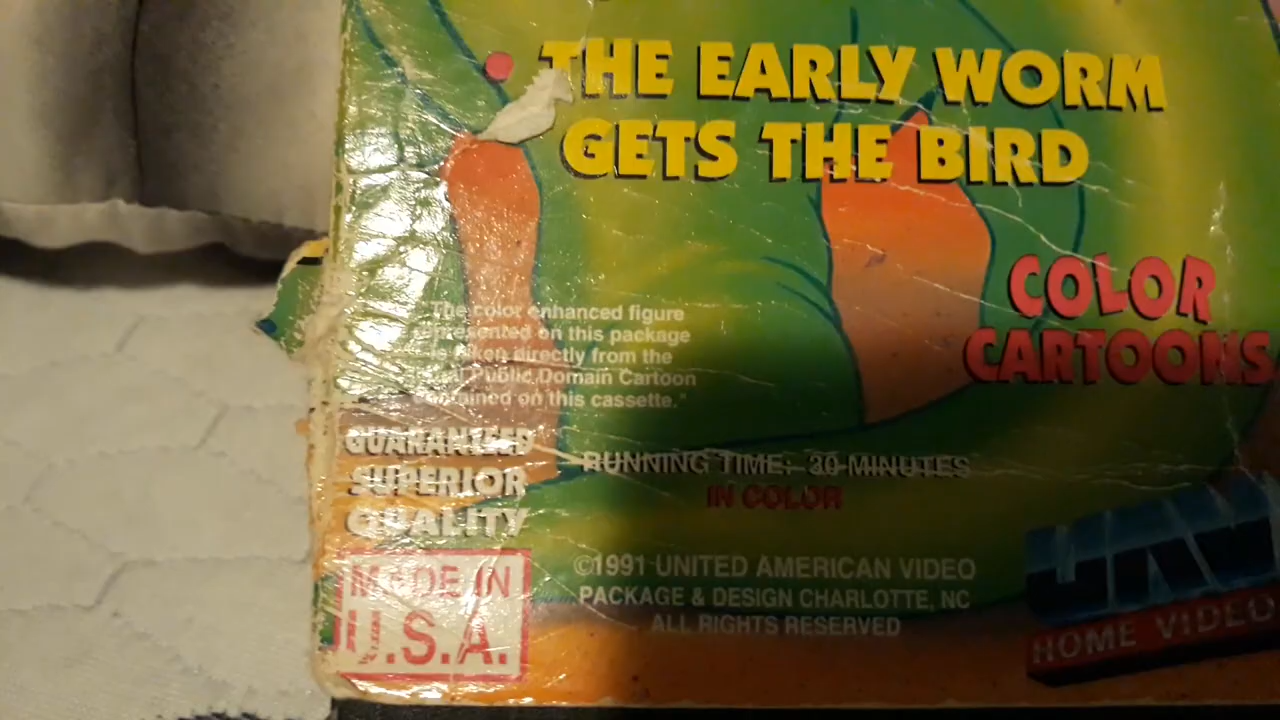 THE EARLY WORM
GETS THE BIRD
COLOR
CARTOONS
The color enhanced figure
represented on this package
is taken directly from the
Public Domain Cartoon
contained on this cassette."
GUARANTEED
SUPERIOR
QUALITY
RUNNING TIME: 30 MINUTES
IN COLOR
MADE IN
U.S.A.
©1991 UNITED AMERICAN VIDEO
PACKAGE & DESIGN CHARLOTTE, NC
ALL RIGHTS RESERVED
UAV
HOME VIDEO